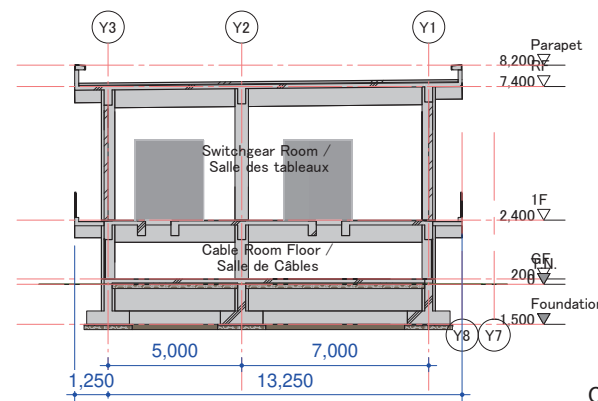 Y3 Y2 Y1
Parapet
8,200
RF
7,400
Switchgear Room /
Salle des tableaux
1F
2,400
Cable Room Floor /
Salle de Câbles
GF
200
T.N.
0
Foundation
1,500
Y8 Y7
5,000 7,000
1,250 13,250